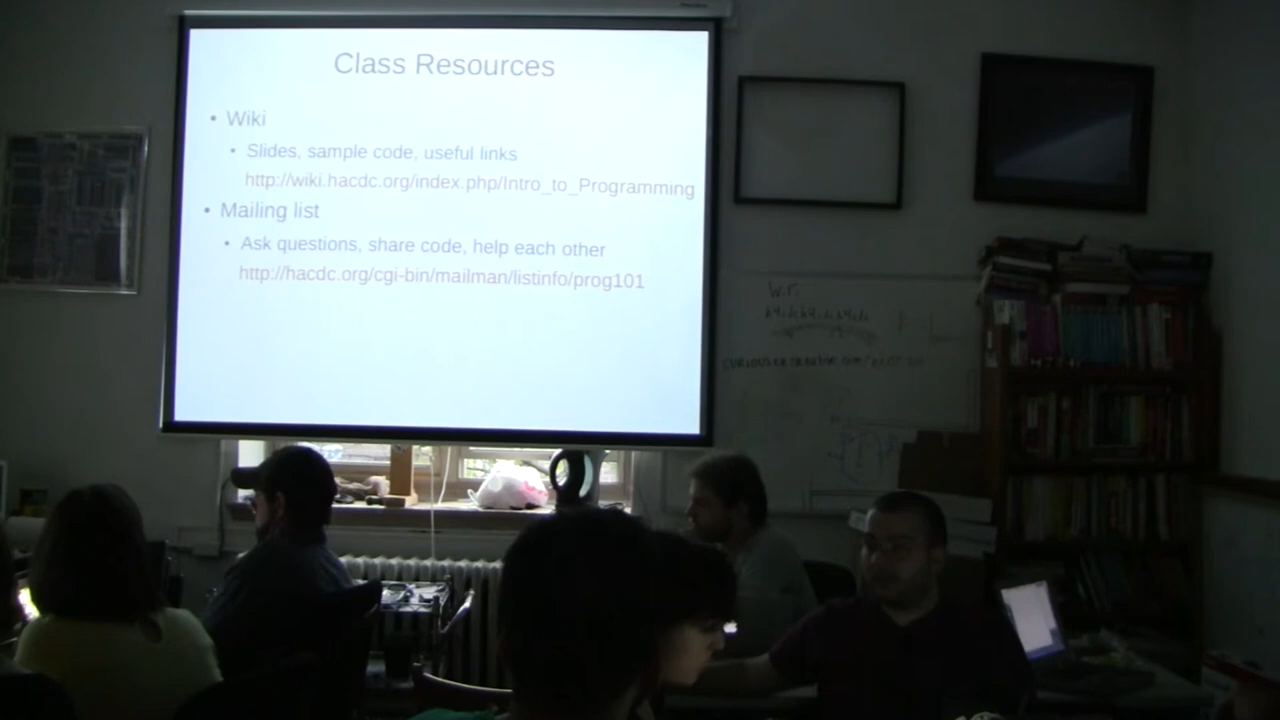 Class Resources
• Wiki
• Slides, sample code, useful links
http://wiki.hacdc.org/index.php/Intro_to_Programming
• Mailing list
• Ask questions, share code, help each other
http://hacdc.org/cgi-bin/mailman/listinfo/prog101